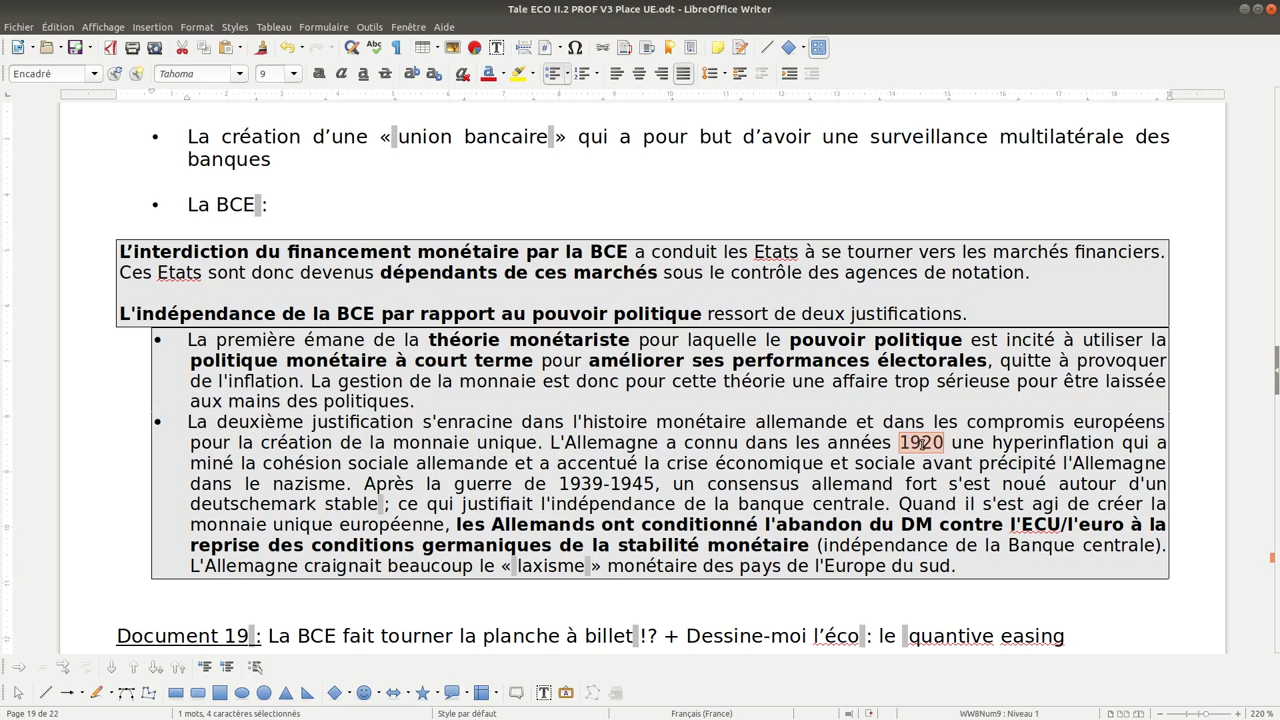 Tale ECO II.2 PROF V3 Place UE.odt - LibreOffice Writer
Fichier Édition Affichage Insertion Format Styles Tableau Formulaire Outils Fenêtre Aide
Encadré Tahoma 9
• La création d’une « union bancaire » qui a pour but d’avoir une surveillance multilatérale des
banques
• La BCE :
L’interdiction du financement monétaire par la BCE a conduit les Etats à se tourner vers les marchés financiers.
Ces Etats sont donc devenus dépendants de ces marchés sous le contrôle des agences de notation.
L'indépendance de la BCE par rapport au pouvoir politique ressort de deux justifications.
• La première émane de la théorie monétariste pour laquelle le pouvoir politique est incité à utiliser la
politique monétaire à court terme pour améliorer ses performances électorales, quitte à provoquer
de l'inflation. La gestion de la monnaie est donc pour cette théorie une affaire trop sérieuse pour être laissée
aux mains des politiques.
• La deuxième justification s'enracine dans l'histoire monétaire allemande et dans les compromis européens
pour la création de la monnaie unique. L'Allemagne a connu dans les années 1920 une hyperinflation qui a
miné la cohésion sociale allemande et a accentué la crise économique et sociale avant précipité l'Allemagne
dans le nazisme. Après la guerre de 1939-1945, un consensus allemand fort s'est noué autour d'un
deutschemark stable ; ce qui justifiait l'indépendance de la banque centrale. Quand il s'est agi de créer la
monnaie unique européenne, les Allemands ont conditionné l'abandon du DM contre l'ECU/l'euro à la
reprise des conditions germaniques de la stabilité monétaire (indépendance de la Banque centrale).
L'Allemagne craignait beaucoup le « laxisme » monétaire des pays de l'Europe du sud.
Document 19 : La BCE fait tourner la planche à billet !? + Dessine-moi l’éco : le quantive easing
Page 19 de 22 1 mots, 4 caractères sélectionnés Style par défaut Français (France) WW8Num9 : Niveau 1 220 %